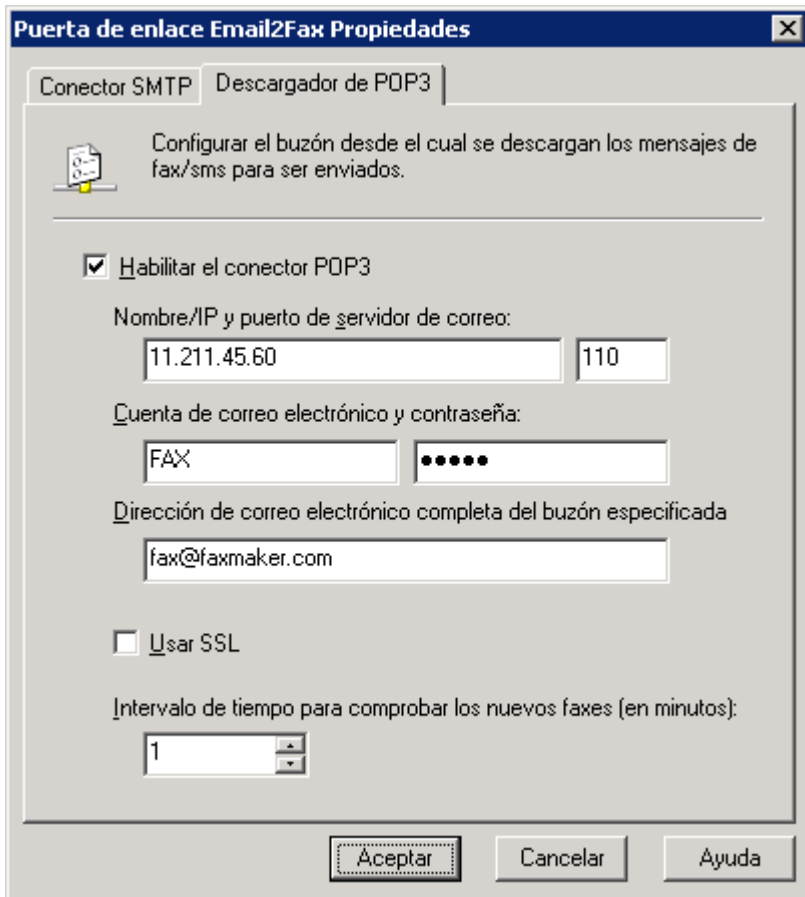 Puerta de enlace Email2Fax Propiedades
Conector SMTP
Descargador de POP3
Configurar el buzón desde el cual se descargan los mensajes de
fax/sms para ser enviados.
Habilitar el conector POP3
Nombre/IP y puerto de servidor de correo:
11.211.45.60 110
Cuenta de correo electrónico y contraseña:
FAX •••••
Dirección de correo electrónico completa del buzón especificada
fax@faxmaker.com
Usar SSL
Intervalo de tiempo para comprobar los nuevos faxes (en minutos):
1
Aceptar Cancelar Ayuda